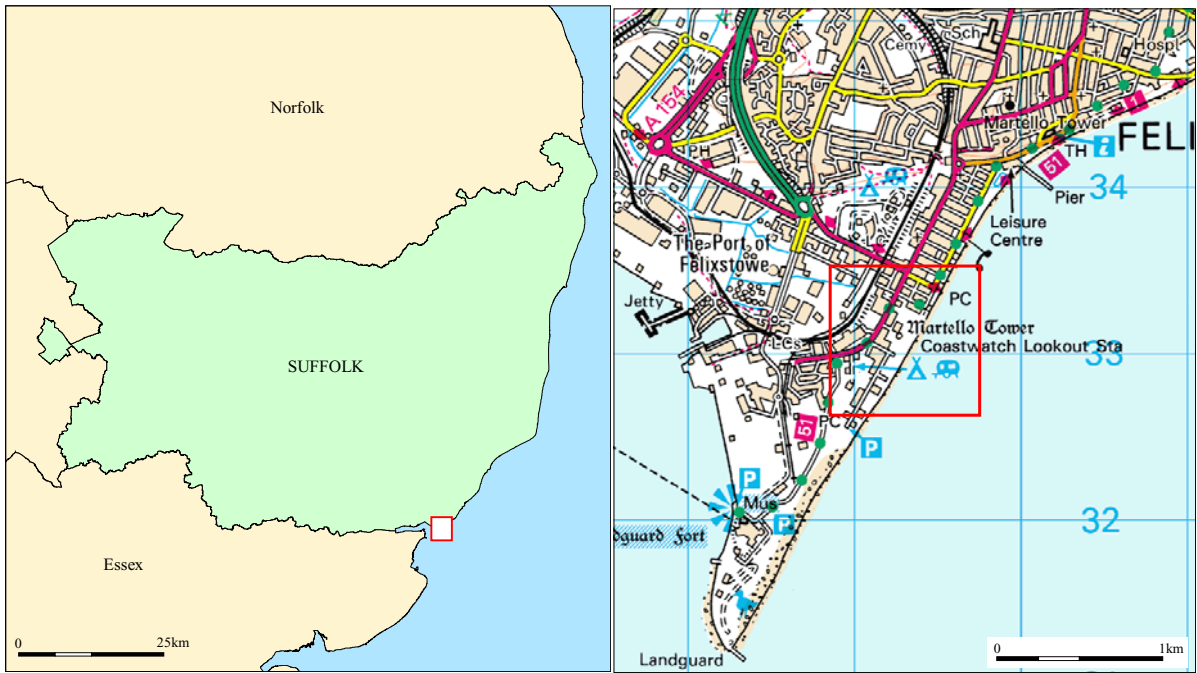 Norfolk
SUFFOLK
Essex
0
25km
Cemy
Sch
Hospl
A 154
Martello Tower
1
FELI
PH
TH
i
51
34
Pier
Leisure
Centre
The Port of
Felixstowe
LC
Jetty
PC
Martello Tower
Coastwatch Lookout Sta
33
LCs
PC
51
P
P
Mus
P
32
dguard Fort
Landguard
0
1km